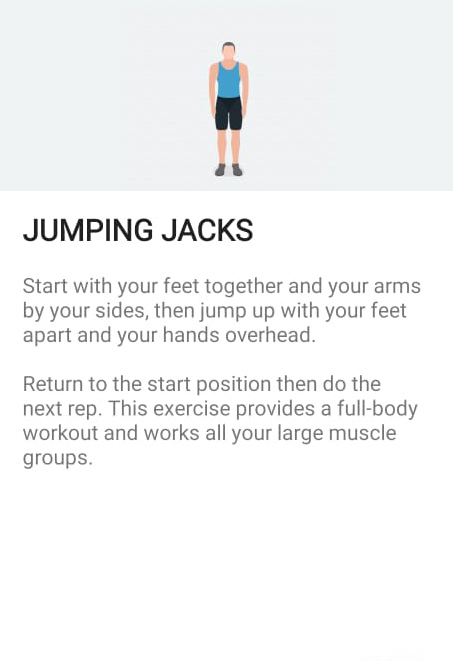 JUMPING JACKS
Start with your feet together and your arms
by your sides, then jump up with your feet
apart and your hands overhead.
Return to the start position then do the
next rep. This exercise provides a full-body
workout and works all your large muscle
groups.